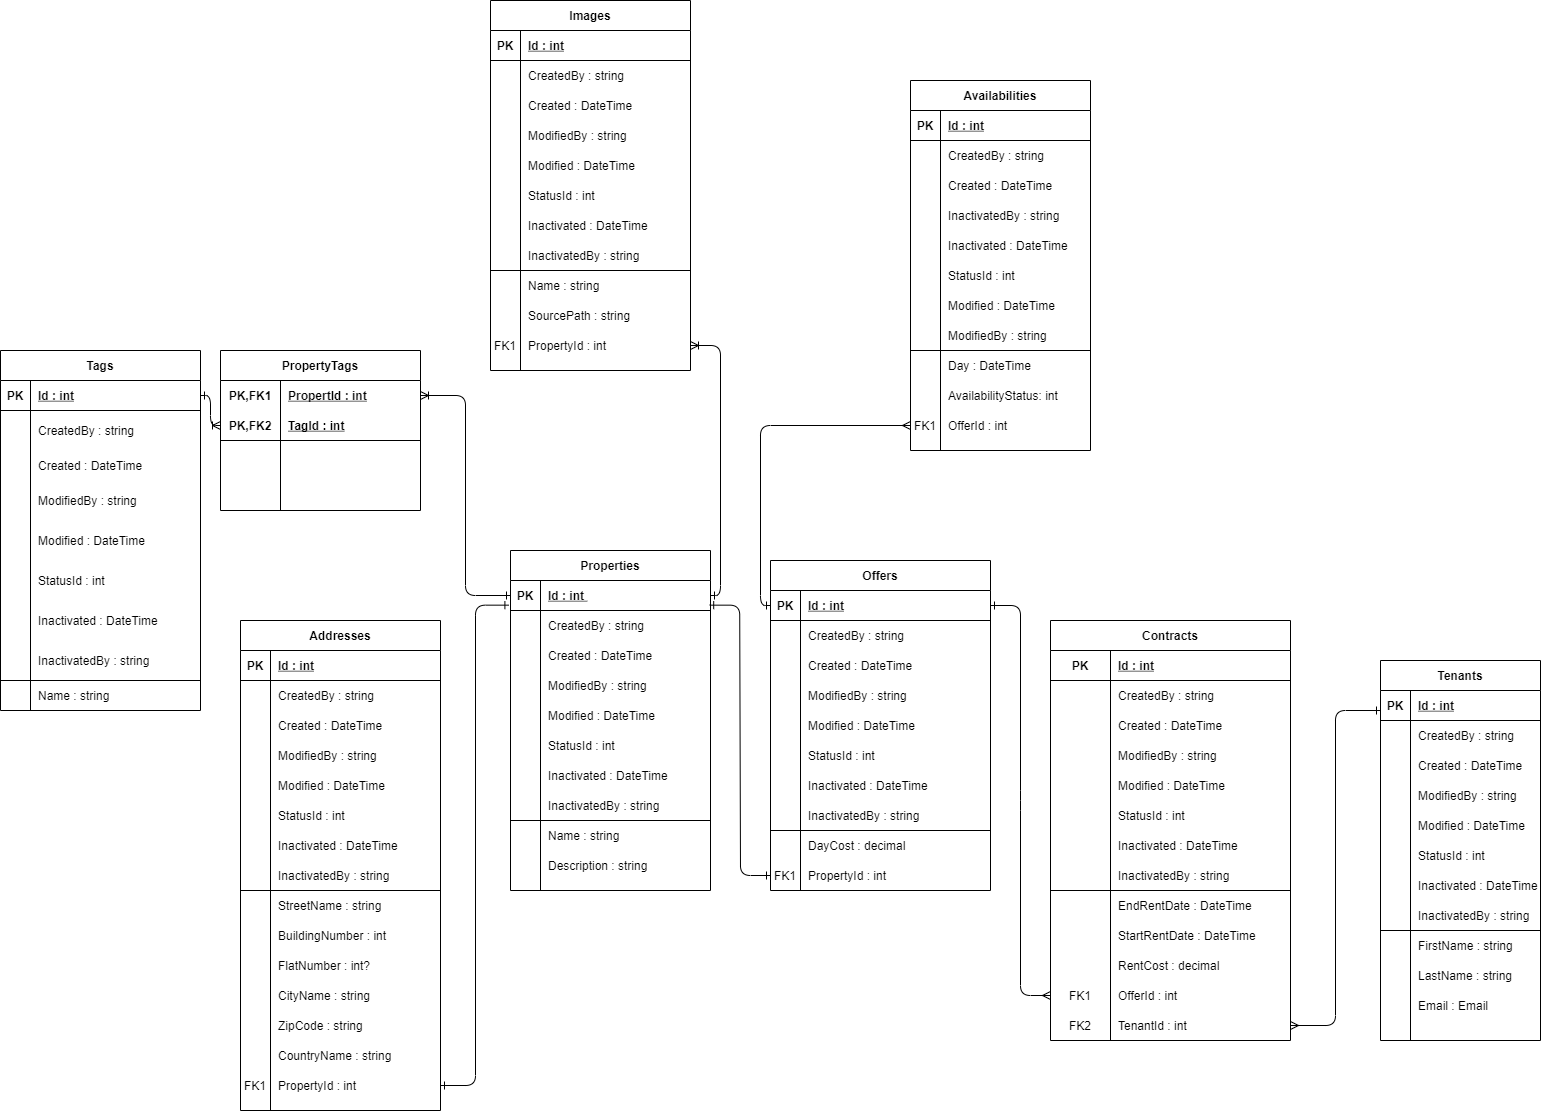 Images
PK Id : int
CreatedBy : string
Created : DateTime
ModifiedBy : string
Modified : DateTime
StatusId : int
Inactivated : DateTime
InactivatedBy : string
Name : string
SourcePath : string
FK1 PropertyId : int
Availabilities
PK Id : int
CreatedBy : string
Created : DateTime
InactivatedBy : string
Inactivated : DateTime
StatusId : int
Modified : DateTime
ModifiedBy : string
Day : DateTime
AvailabilityStatus: int
FK1 OfferId : int
Tags
PK Id : int
CreatedBy : string
Created : DateTime
ModifiedBy : string
Modified : DateTime
StatusId : int
Inactivated : DateTime
InactivatedBy : string
Name : string
PropertyTags
PK,FK1 PropertId : int
PK,FK2 TagId : int
Properties
PK Id : int
CreatedBy : string
Created : DateTime
ModifiedBy : string
Modified : DateTime
StatusId : int
Inactivated : DateTime
InactivatedBy : string
Name : string
Description : string
Offers
PK Id : int
CreatedBy : string
Created : DateTime
ModifiedBy : string
Modified : DateTime
StatusId : int
Inactivated : DateTime
InactivatedBy : string
DayCost : decimal
FK1 PropertyId : int
Addresses
PK Id : int
CreatedBy : string
Created : DateTime
ModifiedBy : string
Modified : DateTime
StatusId : int
Inactivated : DateTime
InactivatedBy : string
StreetName : string
BuildingNumber : int
FlatNumber : int?
CityName : string
ZipCode : string
CountryName : string
FK1 PropertyId : int
Contracts
PK Id : int
CreatedBy : string
Created : DateTime
ModifiedBy : string
Modified : DateTime
StatusId : int
Inactivated : DateTime
InactivatedBy : string
EndRentDate : DateTime
StartRentDate : DateTime
RentCost : decimal
FK1 OfferId : int
FK2 TenantId : int
Tenants
PK Id : int
CreatedBy : string
Created : DateTime
ModifiedBy : string
Modified : DateTime
StatusId : int
Inactivated : DateTime
InactivatedBy : string
FirstName : string
LastName : string
Email : Email